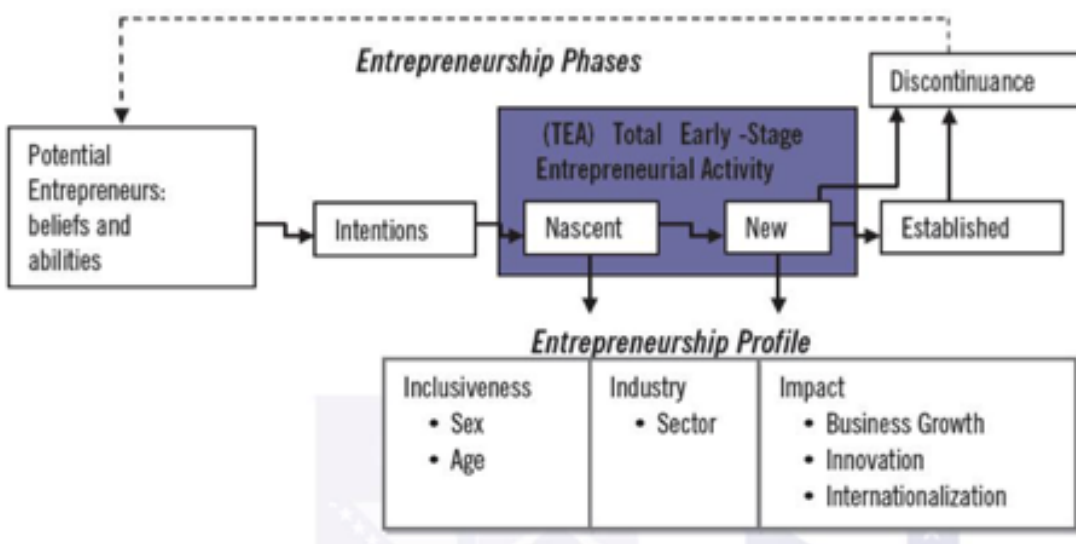 Entrepreneurship Phases
Discontinuance
(TEA) Total Early -Stage
Entrepreneurial Activity
Potential
Entrepreneurs:
beliefs and
abilities
Intentions
Nascent
New
Established
Entrepreneurship Profile
Inclusiveness
• Sex
• Age
Industry
• Sector
Impact
• Business Growth
• Innovation
• Internationalization